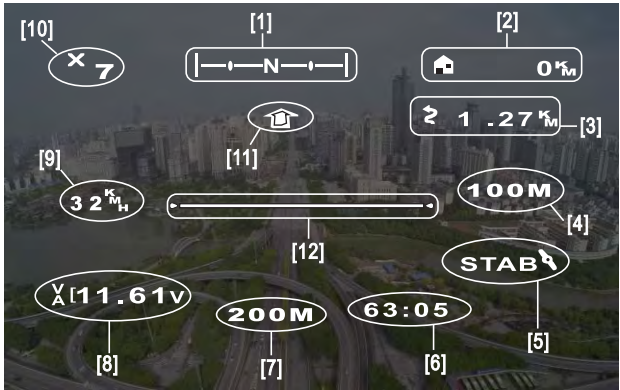 [10]
[1]
[2]
7
N
0KM
1.27KM
[3]
[11]
[9]
32KMH
100M
[4]
[12]
STAB
[5]
VA[11.61V
200M
63:05
[8]
[7]
[6]